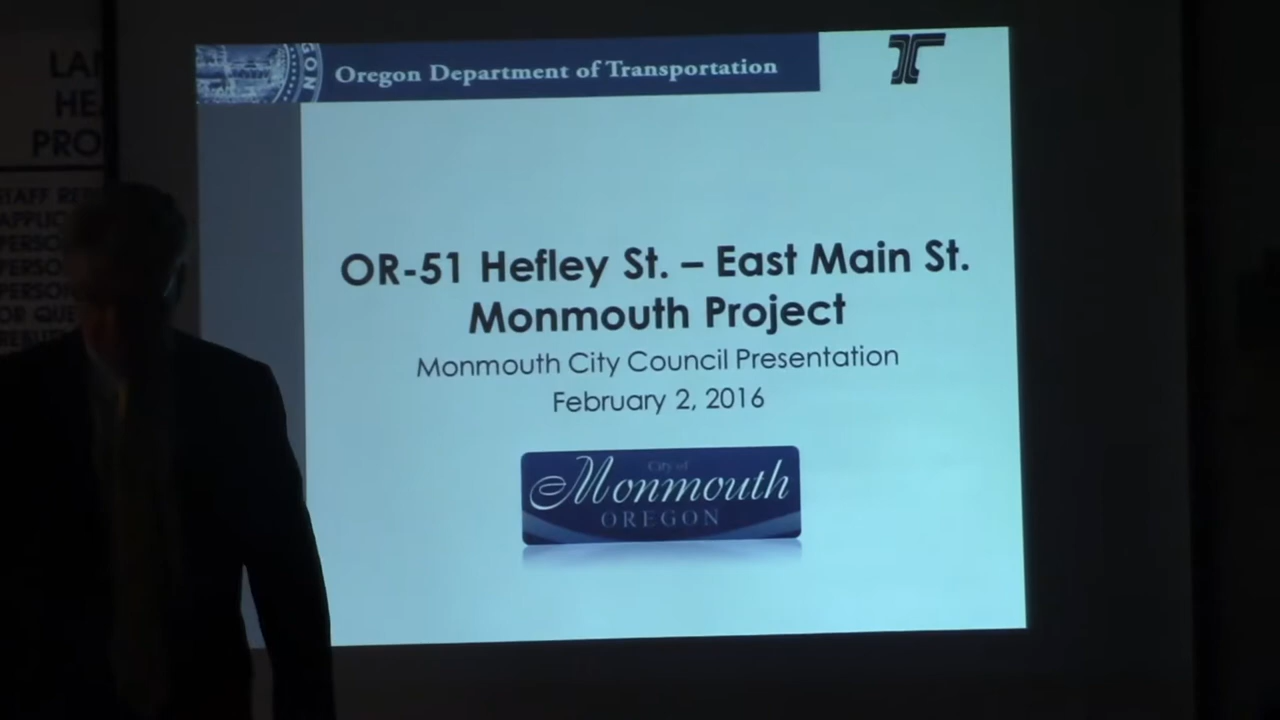 Oregon Department of Transportation
OR-51 Hefley St. – East Main St.
Monmouth Project
Monmouth City Council Presentation
February 2, 2016
City of
Monmouth
OREGON
STAFF